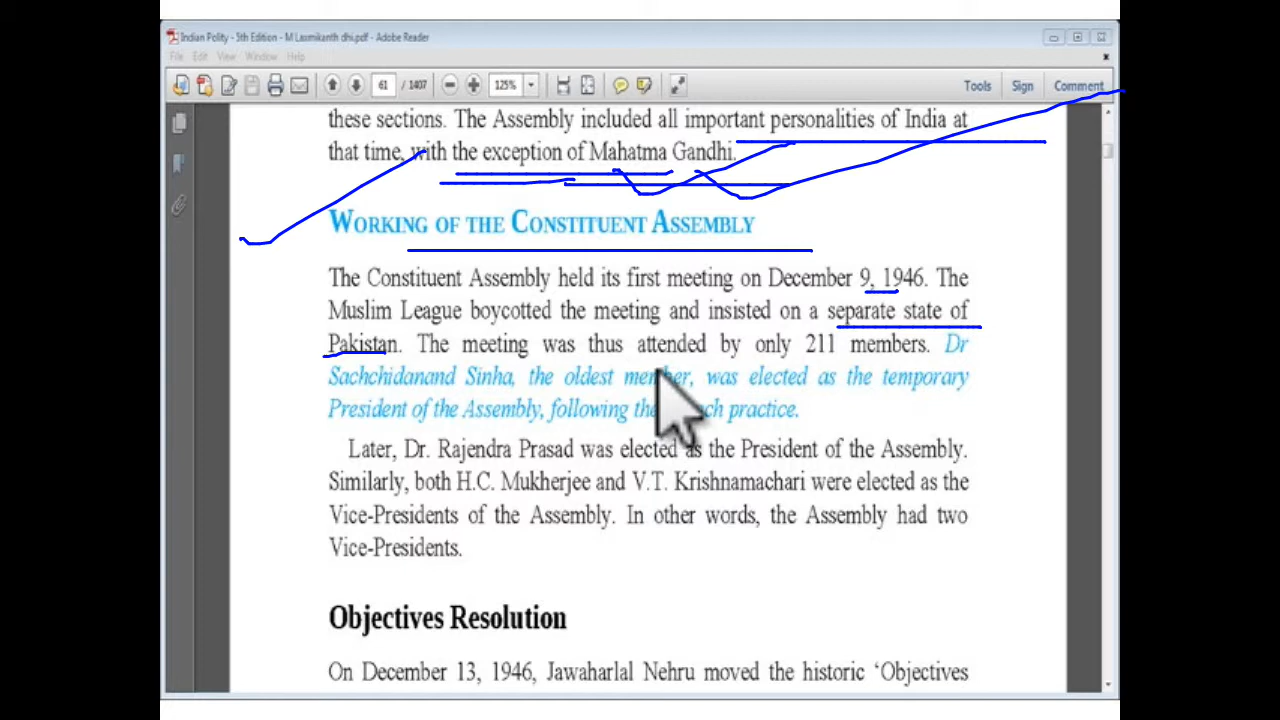 Indian Polity - 5th Edition - M Laxmikanth dhi.pdf - Adobe Reader
File Edit View Window Help
61 / 1407 125% Tools Sign Comment
these sections. The Assembly included all important personalities of India at
that time, with the exception of Mahatma Gandhi.
WORKING OF THE CONSTITUENT ASSEMBLY
The Constituent Assembly held its first meeting on December 9, 1946. The
Muslim League boycotted the meeting and insisted on a separate state of
Pakistan. The meeting was thus attended by only 211 members. Dr
Sachchidanand Sinha, the oldest member, was elected as the temporary
President of the Assembly, following the practice.
Later, Dr. Rajendra Prasad was elected as the President of the Assembly.
Similarly, both H.C. Mukherjee and V.T. Krishnamachari were elected as the
Vice-Presidents of the Assembly. In other words, the Assembly had two
Vice-Presidents.
Objectives Resolution
On December 13, 1946, Jawaharlal Nehru moved the historic ‘Objectives